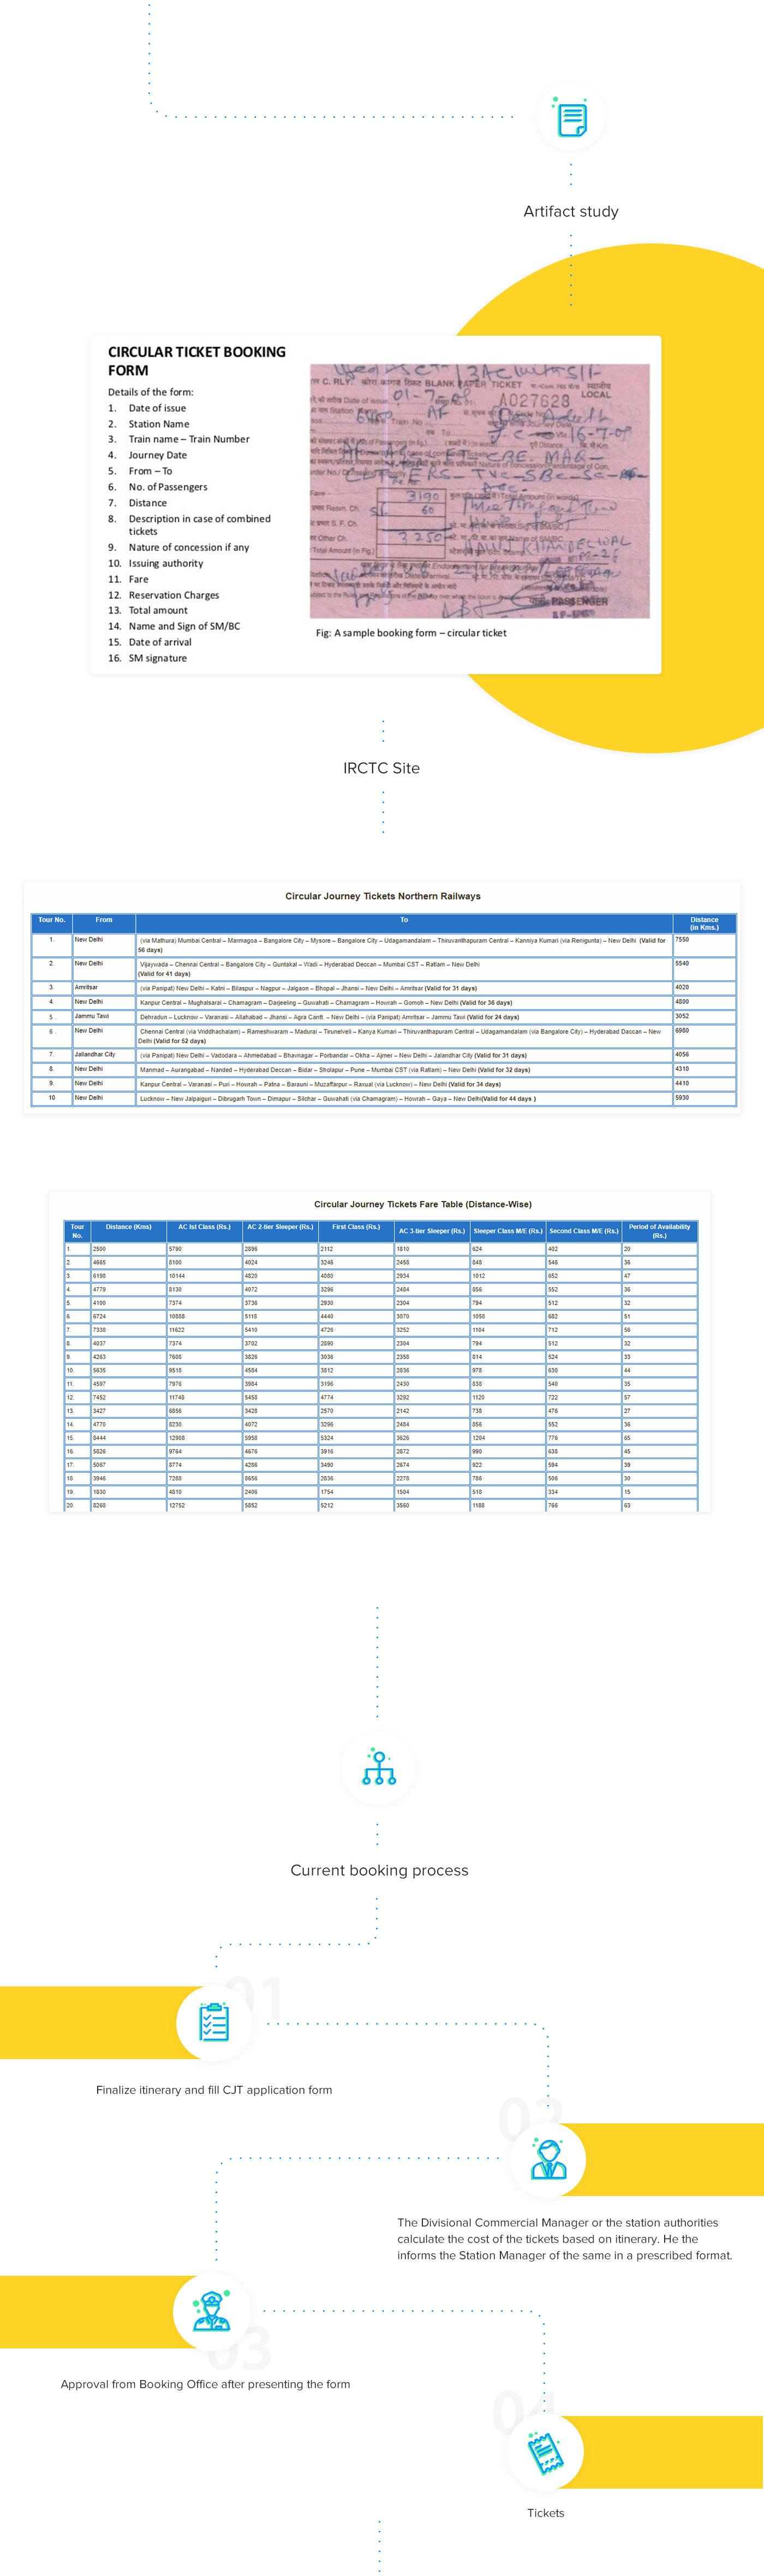 Artifact study
CIRCULAR TICKET BOOKING
FORM
Details of the form:
1. Date of issue
2. Station Name
3. Train name – Train Number
4. Journey Date
5. From – To
6. No. of Passengers
7. Distance
8. Description in case of combined
tickets
9. Nature of concession if any
10. Issuing authority
11. Fare
12. Reservation Charges
13. Total amount
14. Name and Sign of SM/BC
15. Date of arrival
16. SM signature
C. RLY. BLANK PAPER TICKET
LOCAL
A027628
3190
60
3250
PASSENGER
Fig: A sample booking form – circular ticket
IRCTC Site
Circular Journey Tickets Northern Railways
Tour No. From To Distance
(in Kms.)
1. New Delhi (via Mathura) Mumbai Central – Marmagoa – Bangalore City – Mysore – Bangalore City – Udagamandalam – Thiruvanthapuram Central – Kanniya Kumari (via Renigunta) – New Delhi (Valid for 7550
56 days)
2. New Delhi Vijaywada – Chennai Central – Bangalore City – Guntakal – Wadi – Hyderabad Deccan – Mumbai CST – Ratlam – New Delhi 5540
(Valid for 41 days)
3. Amritsar (via Panipat) New Delhi – Katni – Bilaspur – Nagpur – Jalgaon – Bhopal – Jhansi – New Delhi – Amritsar (Valid for 31 days) 4020
4. New Delhi Kanpur Central – Mughalsarai – Chamagram – Darjeeling – Guwahati – Chamagram – Howrah – Gomoh – New Delhi (Valid for 36 days) 4800
5 Jammu Tawi Dehradun – Lucknow – Varanasi – Allahabad – Jhansi – Agra Cantt. – New Delhi – (via Panipat) Amritsar – Jammu Tawi (Valid for 24 days) 3052
6 . New Delhi Chennai Central (via Vriddhachalam) – Rameshwaram – Madurai – Tirunelveli – Kanya Kumari – Thiruvanthapuram Central – Udagamandalam (via Bangalore City) – Hyderabad Daccan – New 6980
Delhi (Valid for 52 days)
7. Jallandhar City (via Panipat) New Delhi – Vadodara – Ahmedabad – Bhavnagar – Porbandar – Okha – Ajmer – New Delhi – Jalandhar City (Valid for 31 days) 4056
8. New Delhi Manmad – Aurangabad – Nanded – Hyderabad Deccan – Bidar – Sholapur – Pune – Mumbai CST (via Ratlam) – New Delhi (Valid for 32 days) 4310
9. New Delhi Kanpur Central – Varanasi – Puri – Howrah – Patna – Barauni – Muzaffarpur – Raxual (via Lucknow) – New Delhi (Valid for 34 days) 4410
10 New Delhi Lucknow – New Jalpaiguri – Dibrugarh Town – Dimapur – Silchar – Guwahati (via Chamagram) – Howrah – Gaya – New Delhi(Valid for 44 days ) 5930
Circular Journey Tickets Fare Table (Distance-Wise)
Tour
No. Distance (Kms) AC Ist Class (Rs.) AC 2-tier Sleeper (Rs.) First Class (Rs.) AC 3-tier Sleeper (Rs.) Sleeper Class M/E (Rs.) Second Class M/E (Rs.) Period of Availability
(Rs.)
1. 2500 5790 2896 2112 1810 624 402 20
2. 4665 8100 4024 3246 2458 848 546 36
3. 6198 10144 4820 4080 2934 1012 652 47
4. 4779 8130 4072 3296 2484 856 552 36
5. 4100 7374 3736 2930 2304 794 512 32
6. 6724 10888 5118 4440 3070 1058 682 51
7 7338 11622 5410 4726 3252 1104 712 56
8. 4037 7374 3702 2890 2304 794 512 32
9. 4263 7608 3826 3036 2358 814 524 33
10. 5635 9518 4584 3812 2836 978 630 44
11. 4597 7976 3984 3196 2430 838 540 35
12. 7452 11748 5458 4774 3292 1120 722 57
13. 3427 6856 3428 2570 2142 738 476 27
14. 4770 8230 4072 3296 2484 856 552 36
15. 8444 12988 5958 5324 3626 1204 776 65
16. 5826 9764 4676 3916 2872 990 638 45
17. 5067 8774 4286 3490 2674 922 594 39
18 3946 7288 8656 2836 2278 786 506 30
19. 1830 4810 2406 1754 1504 518 334 15
20. 8268 12752 5852 5212 3560 1188 766 63
Current booking process
01
Finalize itinerary and fill CJT application form
02
The Divisional Commercial Manager or the station authorities
calculate the cost of the tickets based on itinerary. He the
informs the Station Manager of the same in a prescribed format.
03
Approval from Booking Office after presenting the form
04
Tickets